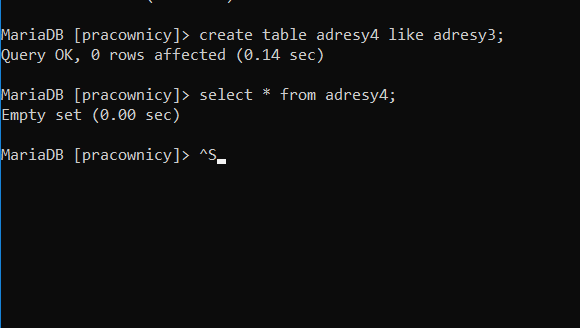 MariaDB [pracownicy]> create table adresy4 like adresy3;
Query OK, 0 rows affected (0.14 sec)
MariaDB [pracownicy]> select * from adresy4;
Empty set (0.00 sec)
MariaDB [pracownicy]> ^S